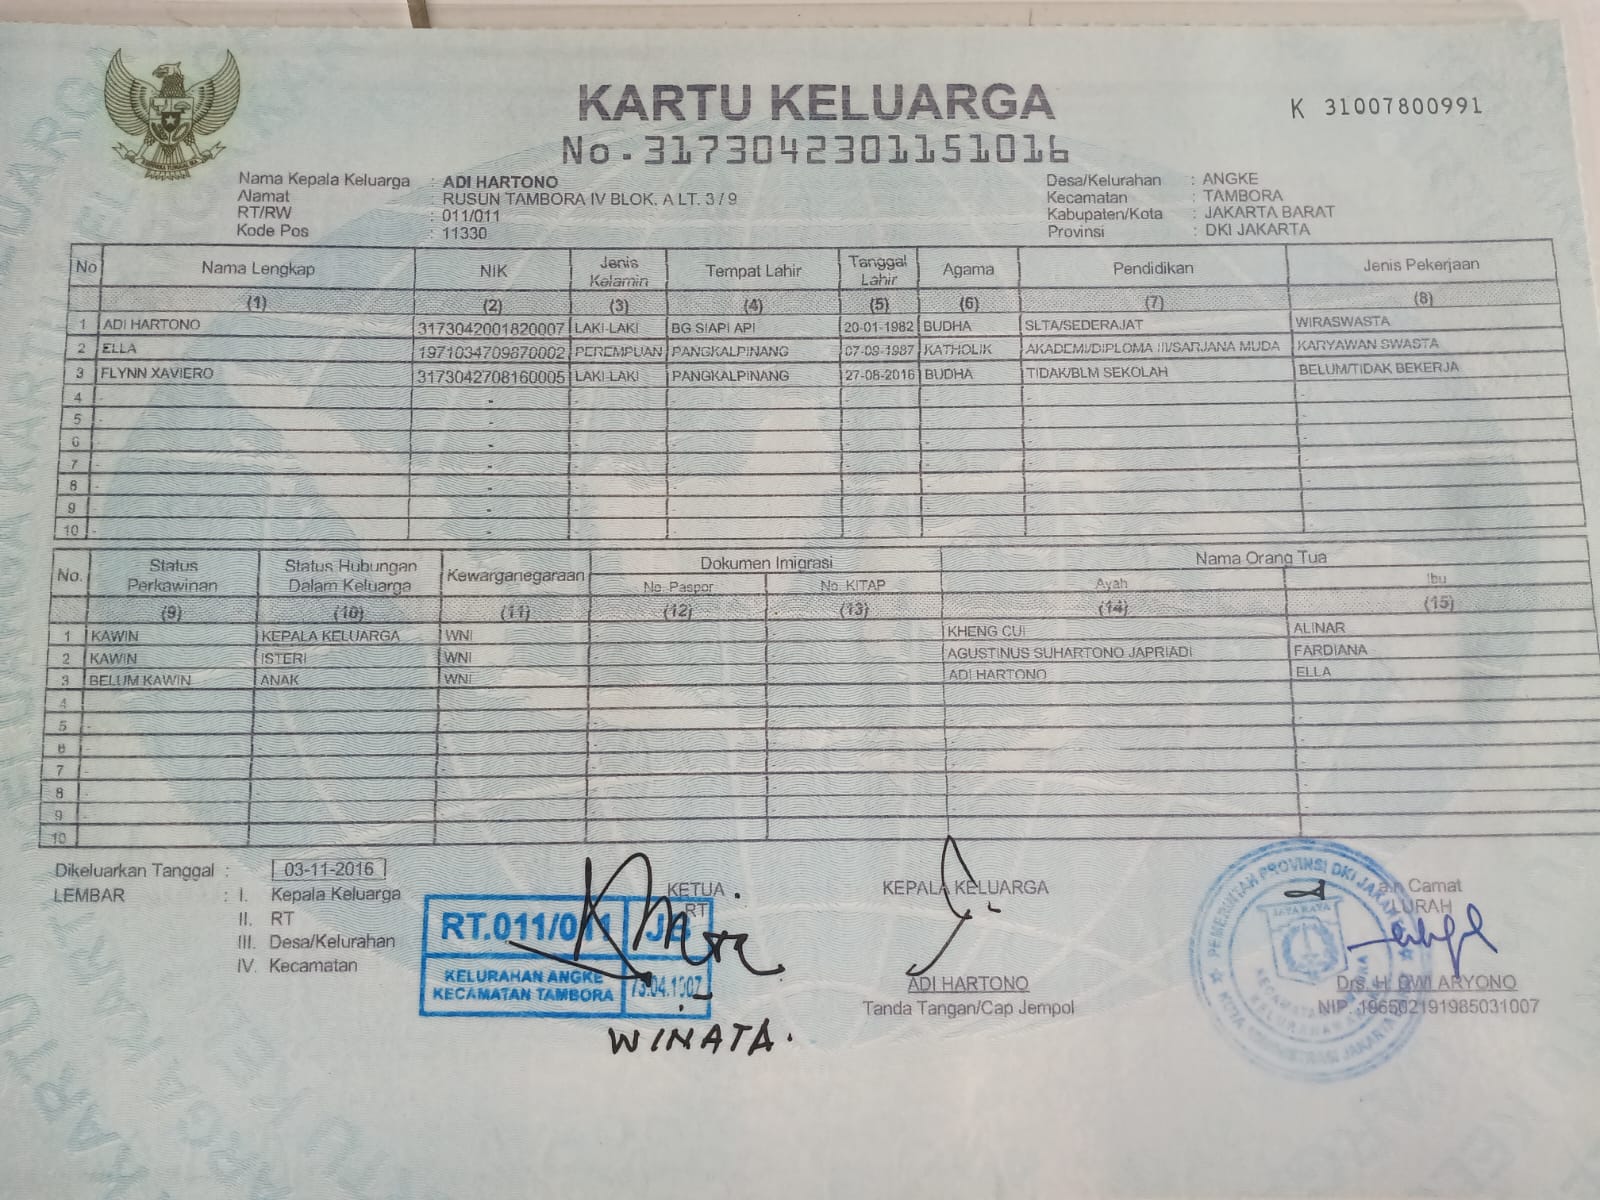 KARTU KELUARGA
No. 3173042301151016
K 31007800991
Nama Kepala Keluarga : ADI HARTONO
Alamat : RUSUN TAMBORA IV BLOK. A LT. 3 / 9
RT/RW : 011/011
Kode Pos : 11330
Desa/Kelurahan : ANGKE
Kecamatan : TAMBORA
Kabupaten/Kota : JAKARTA BARAT
Provinsi : DKI JAKARTA
No Nama Lengkap NIK Jenis Kelamin Tempat Lahir Tanggal Lahir Agama Pendidikan Jenis Pekerjaan
(1) (2) (3) (4) (5) (6) (7) (8)
1 ADI HARTONO 3173042001820007 LAKI-LAKI BG SIAPI API 20-01-1982 BUDHA SLTA/SEDERAJAT WIRASWASTA
2 ELLA 1971034709870002 PEREMPUAN PANGKALPINANG 07-09-1987 KATHOLIK AKADEMI/DIPLOMA III/SARJANA MUDA KARYAWAN SWASTA
3 FLYNN XAVIERO 3173042708160005 LAKI-LAKI PANGKALPINANG 27-08-2016 BUDHA TIDAK/BLM SEKOLAH BELUM/TIDAK BEKERJA
4 - - - - - - - -
5 - - - - - - - -
6 - - - - - - - -
7 - - - - - - - -
8 - - - - - - - -
9 - - - - - - - -
10 - - - - - - - -
No. Status Perkawinan Status Hubungan Dalam Keluarga Kewarganegaraan Dokumen Imigrasi Nama Orang Tua
No. Paspor No. KITAP Ayah Ibu
(9) (10) (11) (12) (13) (14) (15)
1 KAWIN KEPALA KELUARGA WNI KHENG CUI ALINAR
2 KAWIN ISTERI WNI AGUSTINUS SUHARTONO JAPRIADI FARDIANA
3 BELUM KAWIN ANAK WNI ADI HARTONO ELLA
4
5
6
7
8
9
10
Dikeluarkan Tanggal : 03-11-2016
LEMBAR : I. Kepala Keluarga
II. RT
III. Desa/Kelurahan
IV. Kecamatan
KETUA
RT
RT.011/011 JB
KELURAHAN ANGKE
KECAMATAN TAMBORA
WINATA.
KEPALA KELUARGA
ADI HARTONO
Tanda Tangan/Cap Jempol
a.n Camat
LURAH
PEMERINTAH PROVINSI DKI JAKARTA
JAYA RAYA
Drs. H. DWI ARYONO
NIP. 196502191985031007